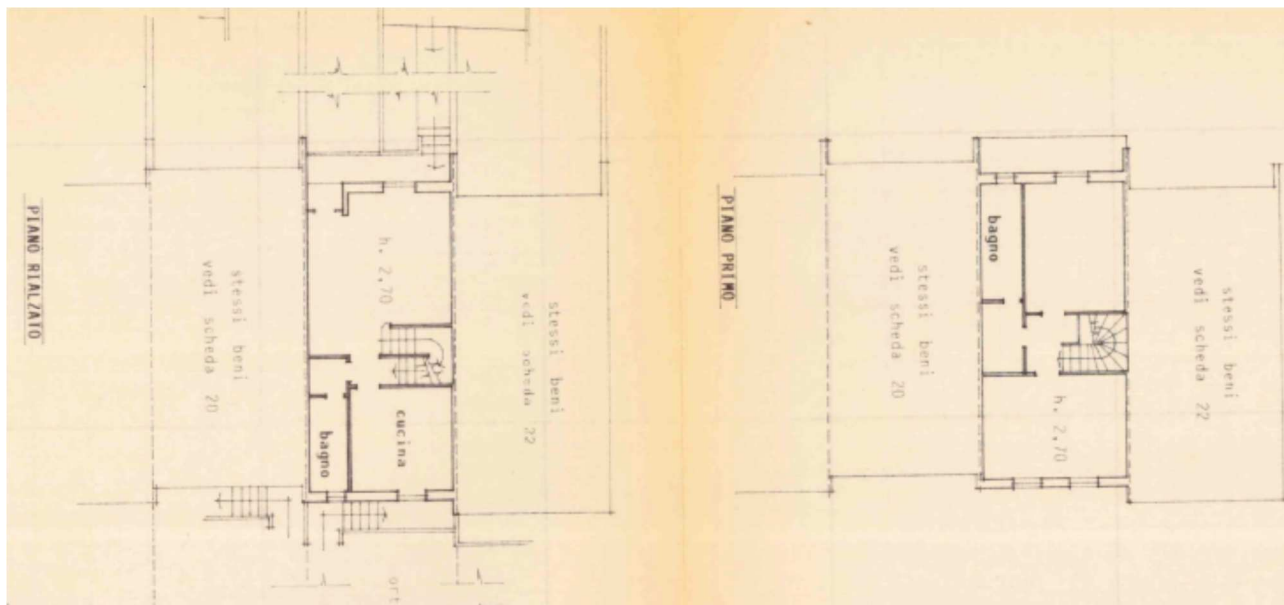 PIANO RIALZATO
stessi beni
vedi scheda 20
h. 2,70
bagno
cucina
stessi beni
vedi scheda 22
ort
PIANO PRIMO
stessi beni
vedi scheda 20
bagno
h. 2,70
stessi beni
vedi scheda 22